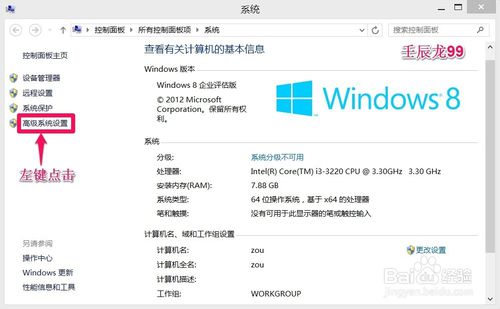 系统
控制面板 所有控制面板项 系统
搜索控制面板
控制面板主页
查看有关计算机的基本信息
壬辰龙99
Windows 版本
设备管理器
远程设置
系统保护
高级系统设置
左键点击
Windows 8 企业评估版
© 2012 Microsoft
Corporation。保留所有权
利。
Windows 8
系统
分级: 系统分级不可用
处理器: Intel(R) Core(TM) i3-3220 CPU @ 3.30GHz 3.30 GHz
安装内存(RAM): 7.88 GB
系统类型: 64 位操作系统，基于 x64 的处理器
笔和触摸: 没有可用于此显示器的笔或触控输入
计算机名、域和工作组设置
计算机名: zou
更改设置
计算机全名: zou
计算机描述:
工作组: WORKGROUP
另请参阅
操作中心
Windows 更新
性能信息和工具
Baidu 经验
jingyan.baidu.com